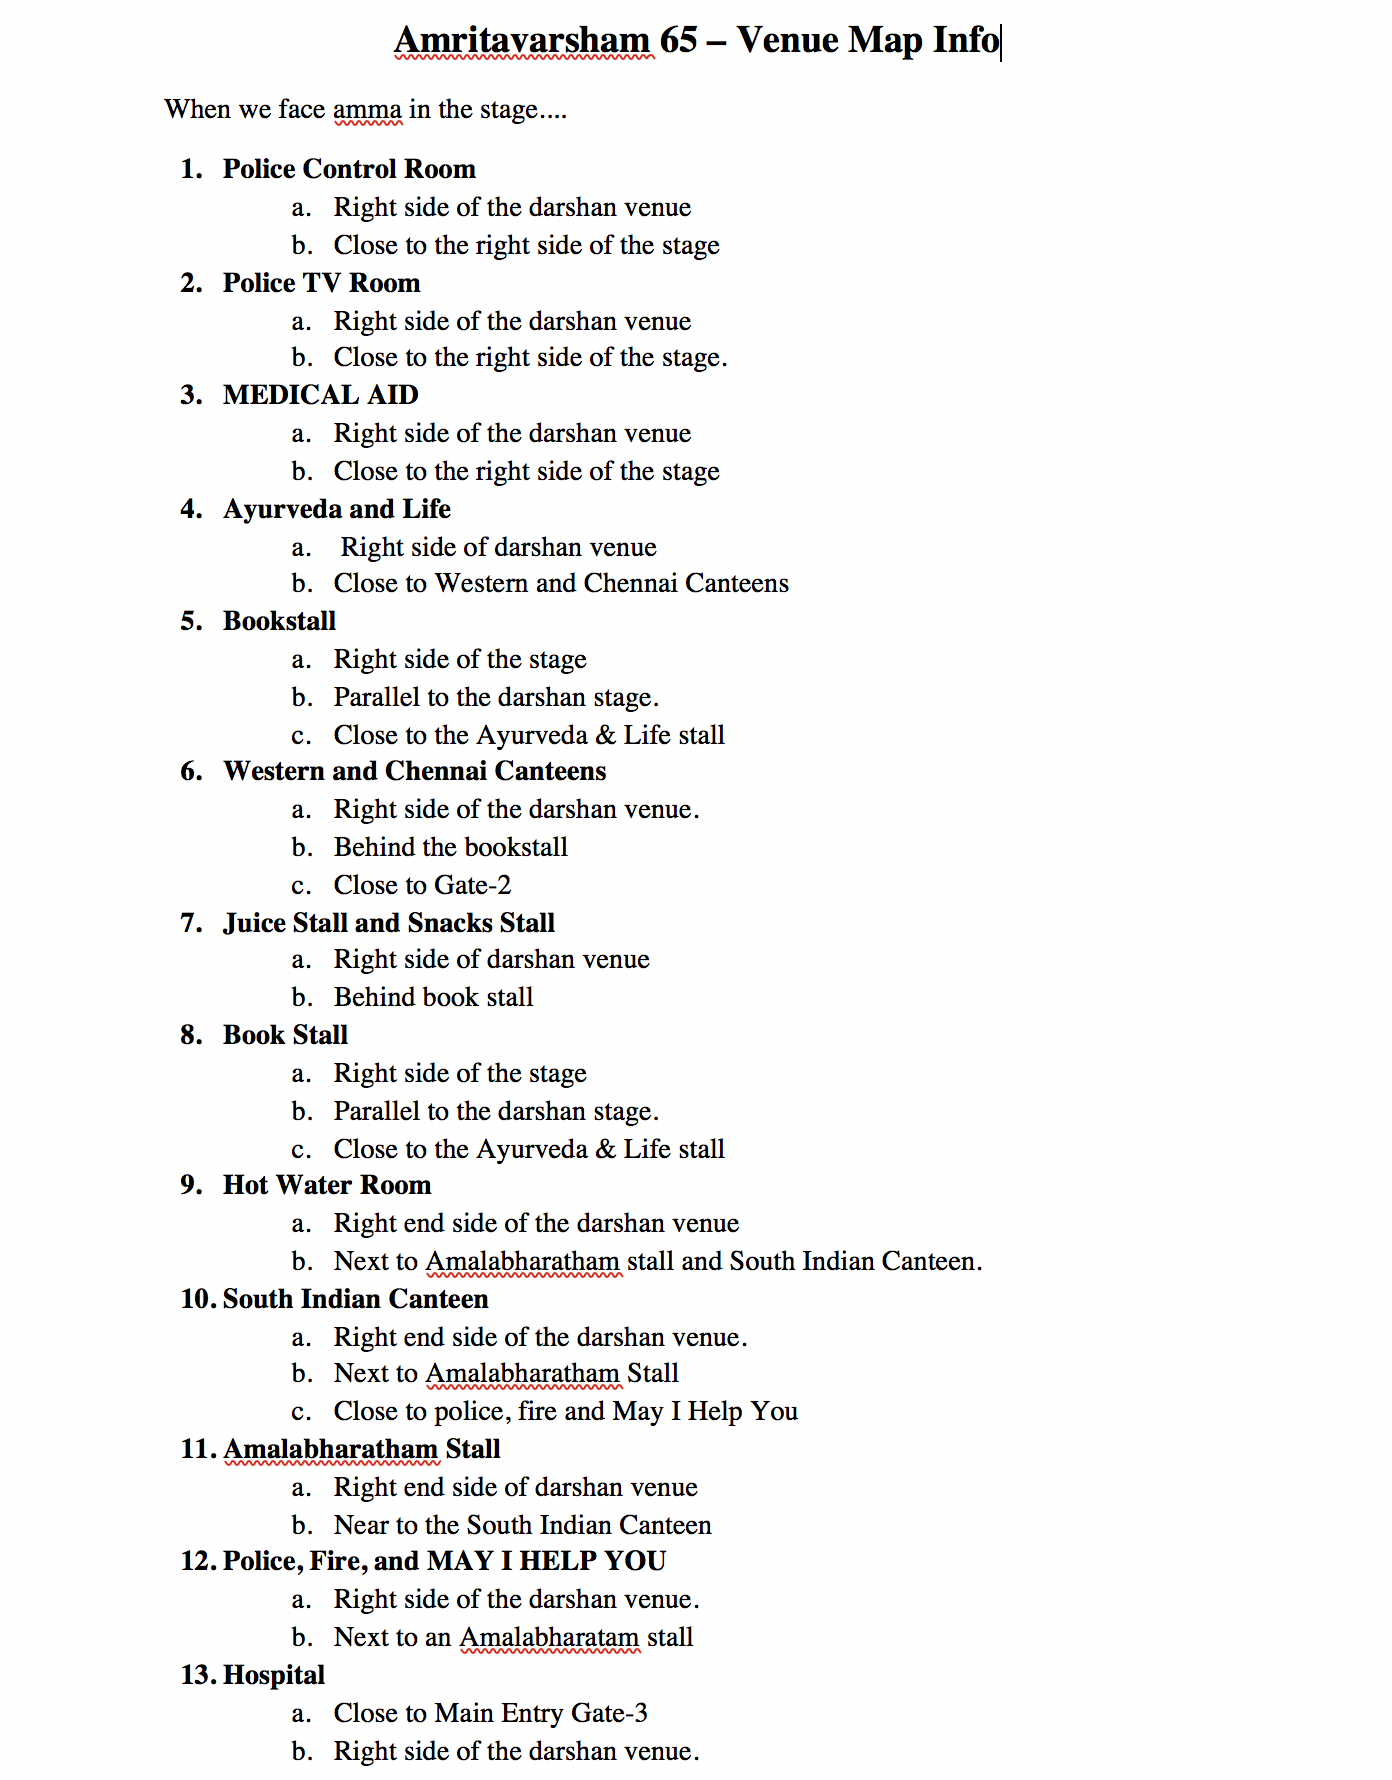 Amritavarsham 65 – Venue Map Info
When we face amma in the stage....
1. Police Control Room
a. Right side of the darshan venue
b. Close to the right side of the stage
2. Police TV Room
a. Right side of the darshan venue
b. Close to the right side of the stage.
3. MEDICAL AID
a. Right side of the darshan venue
b. Close to the right side of the stage
4. Ayurveda and Life
a. Right side of darshan venue
b. Close to Western and Chennai Canteens
5. Bookstall
a. Right side of the stage
b. Parallel to the darshan stage.
c. Close to the Ayurveda & Life stall
6. Western and Chennai Canteens
a. Right side of the darshan venue.
b. Behind the bookstall
c. Close to Gate-2
7. Juice Stall and Snacks Stall
a. Right side of darshan venue
b. Behind book stall
8. Book Stall
a. Right side of the stage
b. Parallel to the darshan stage.
c. Close to the Ayurveda & Life stall
9. Hot Water Room
a. Right end side of the darshan venue
b. Next to Amalabharatham stall and South Indian Canteen.
10. South Indian Canteen
a. Right end side of the darshan venue.
b. Next to Amalabharatham Stall
c. Close to police, fire and May I Help You
11. Amalabharatham Stall
a. Right end side of darshan venue
b. Near to the South Indian Canteen
12. Police, Fire, and MAY I HELP YOU
a. Right side of the darshan venue.
b. Next to an Amalabharatam stall
13. Hospital
a. Close to Main Entry Gate-3
b. Right side of the darshan venue.